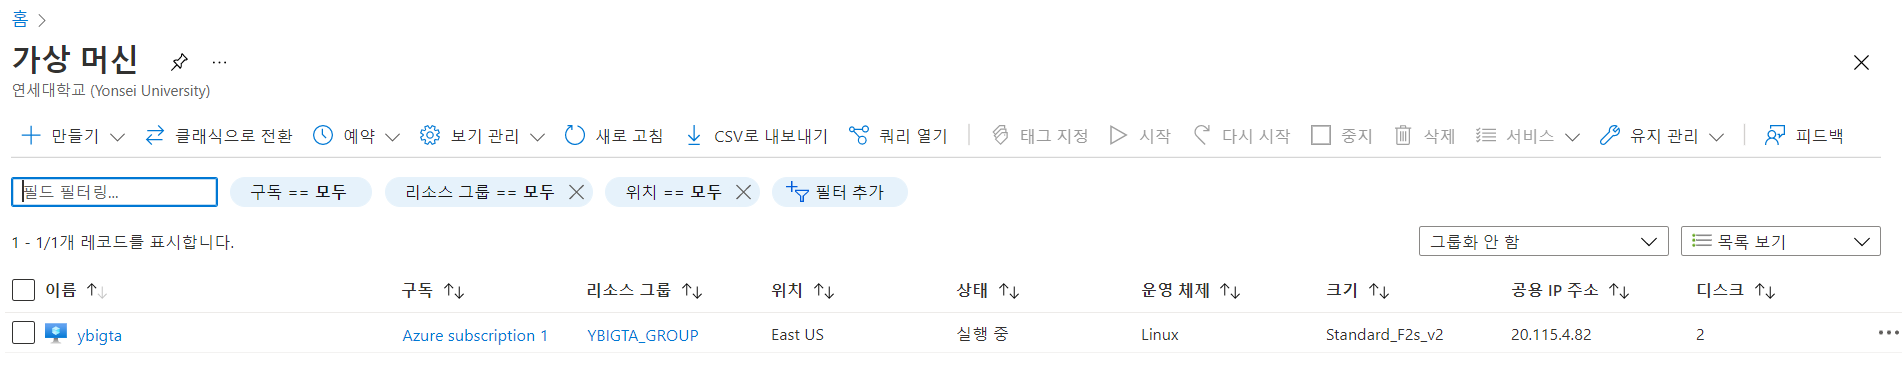 홈
가상 머신
연세대학교 (Yonsei University)
만들기 클래식으로 전환 예약 보기 관리 새로 고침 CSV로 내보내기 쿼리 열기 태그 지정 시작 다시 시작 중지 삭제 서비스 유지 관리 피드백
필드 필터링... 구독 == 모두 리소스 그룹 == 모두 위치 == 모두 필터 추가
1 - 1/1개 레코드를 표시합니다. 그룹화 안 함 목록 보기
이름 구독 리소스 그룹 위치 상태 운영 체제 크기 공용 IP 주소 디스크
ybigta Azure subscription 1 YBIGTA_GROUP East US 실행 중 Linux Standard_F2s_v2 20.115.4.82 2